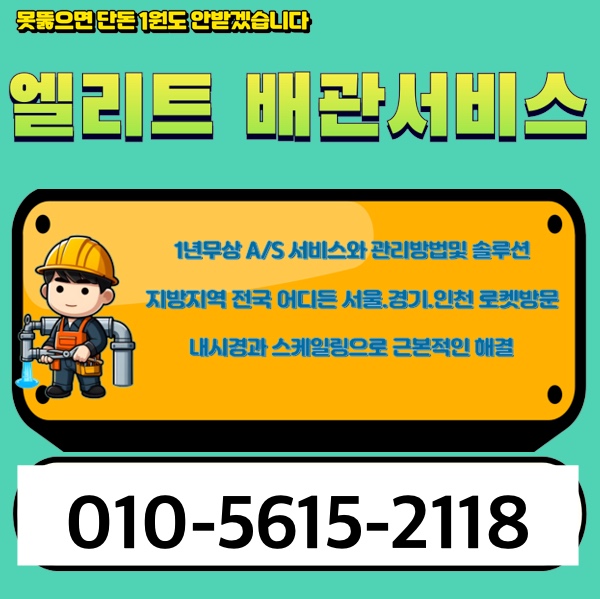 못뚫으면 단돈 1원도 안받겠습니다
엘리트 배관서비스
1년무상 A/S 서비스와 관리방법및 솔루션
지방지역 전국 어디든 서울.경기.인천 로켓방문
내시경과 스케일링으로 근본적인 해결
010-5615-2118